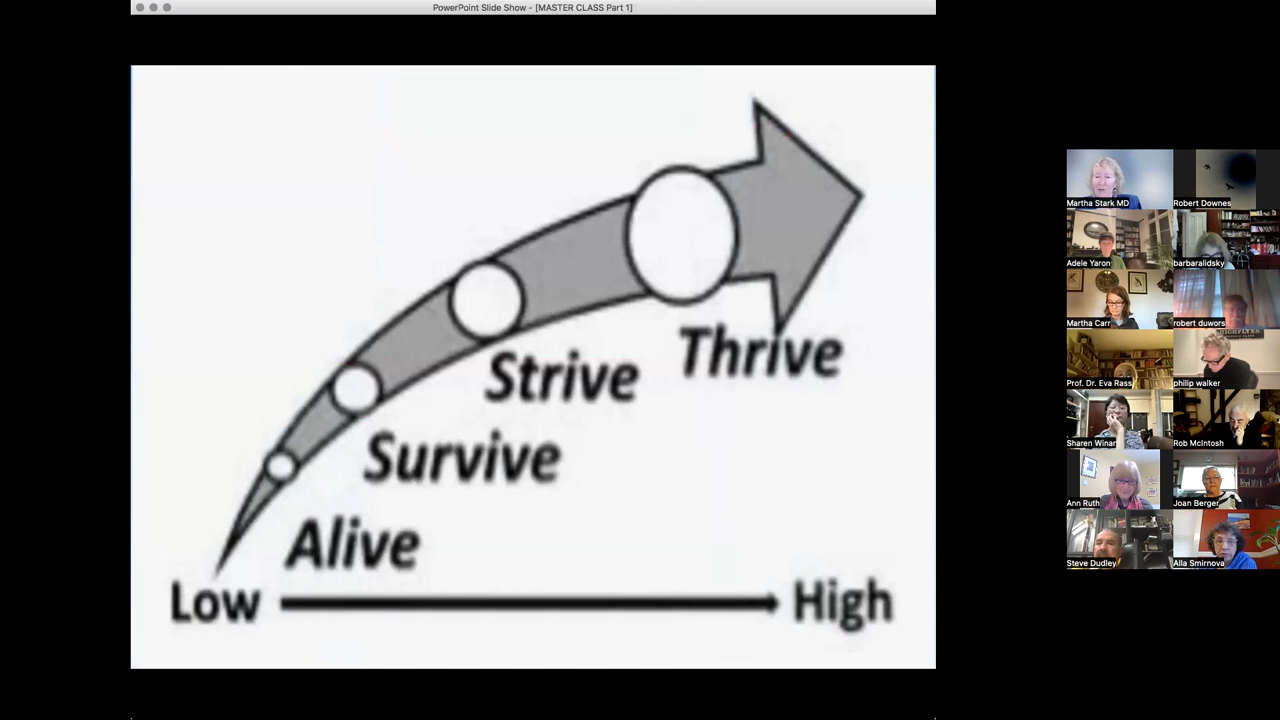 PowerPoint Slide Show - [MASTER CLASS Part 1]
Thrive
Strive
Survive
Alive
Low
High
Martha Stark MD
Robert Downes
Adele Yaron
barbaralidsky
Martha Carr
robert duwors
Prof. Dr. Eva Rass
philip walker
Sharen Winar
Rob McIntosh
Ann Ruth
Joan Berger
Steve Dudley
Alla Smirnova